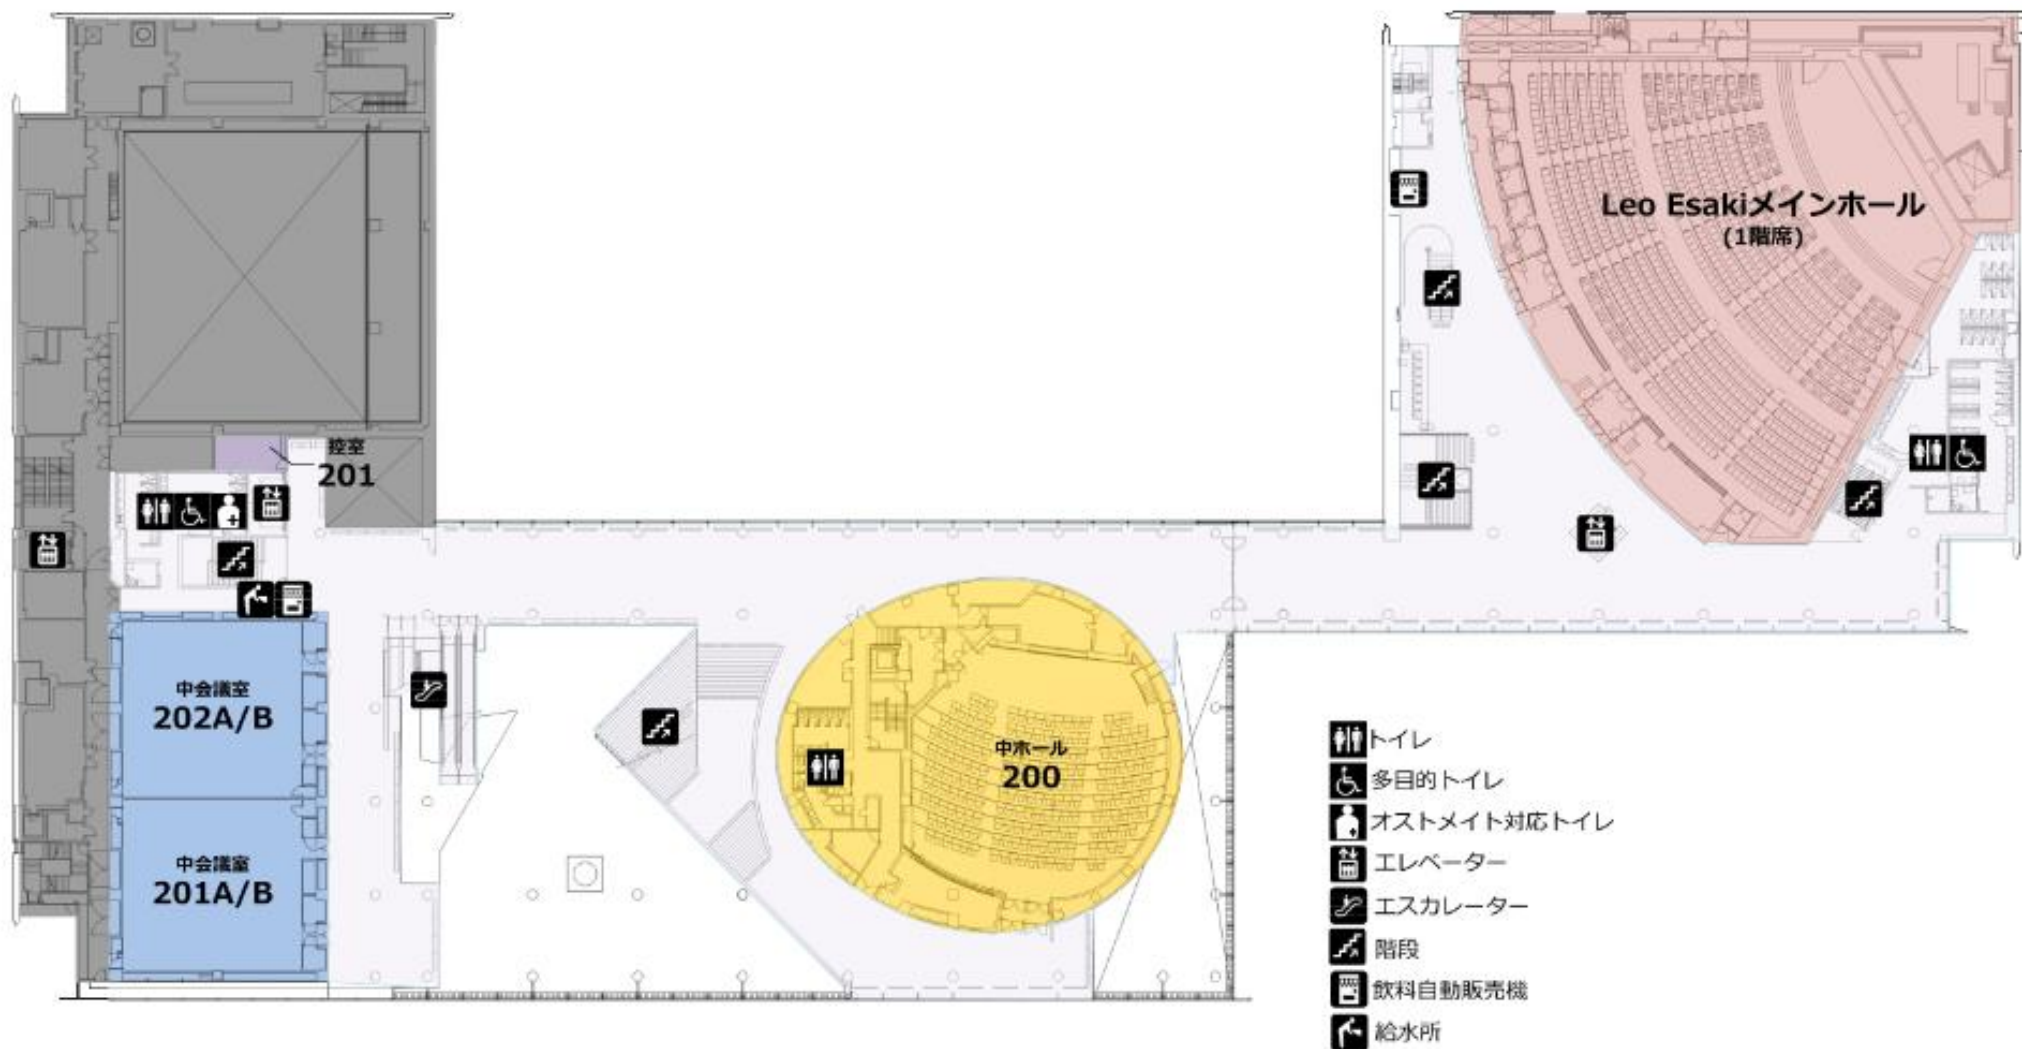 Leo Esakiメインホール
(1階席)
控室
201
中会議室
202A/B
中会議室
201A/B
中ホール
200
トイレ
多目的トイレ
オストメイト対応トイレ
エレベーター
エスカレーター
階段
飲料自動販売機
給水所